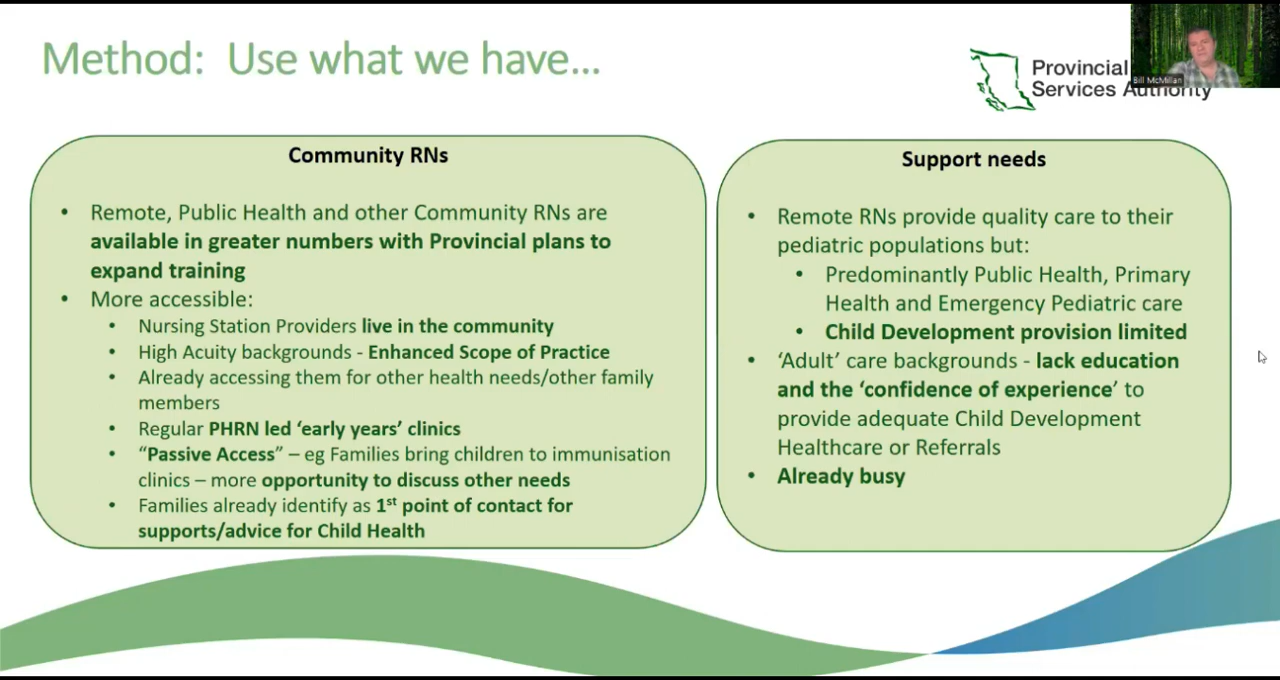 Method: Use what we have...
Provincial
Services Authority
Bill McMillan
Community RNs
• Remote, Public Health and other Community RNs are
available in greater numbers with Provincial plans to
expand training
• More accessible:
• Nursing Station Providers live in the community
• High Acuity backgrounds - Enhanced Scope of Practice
• Already accessing them for other health needs/other family
members
• Regular PHRN led ‘early years’ clinics
• “Passive Access” – eg Families bring children to immunisation
clinics – more opportunity to discuss other needs
• Families already identify as 1st point of contact for
supports/advice for Child Health
Support needs
• Remote RNs provide quality care to their
pediatric populations but:
• Predominantly Public Health, Primary
Health and Emergency Pediatric care
• Child Development provision limited
• ‘Adult’ care backgrounds - lack education
and the ‘confidence of experience’ to
provide adequate Child Development
Healthcare or Referrals
• Already busy